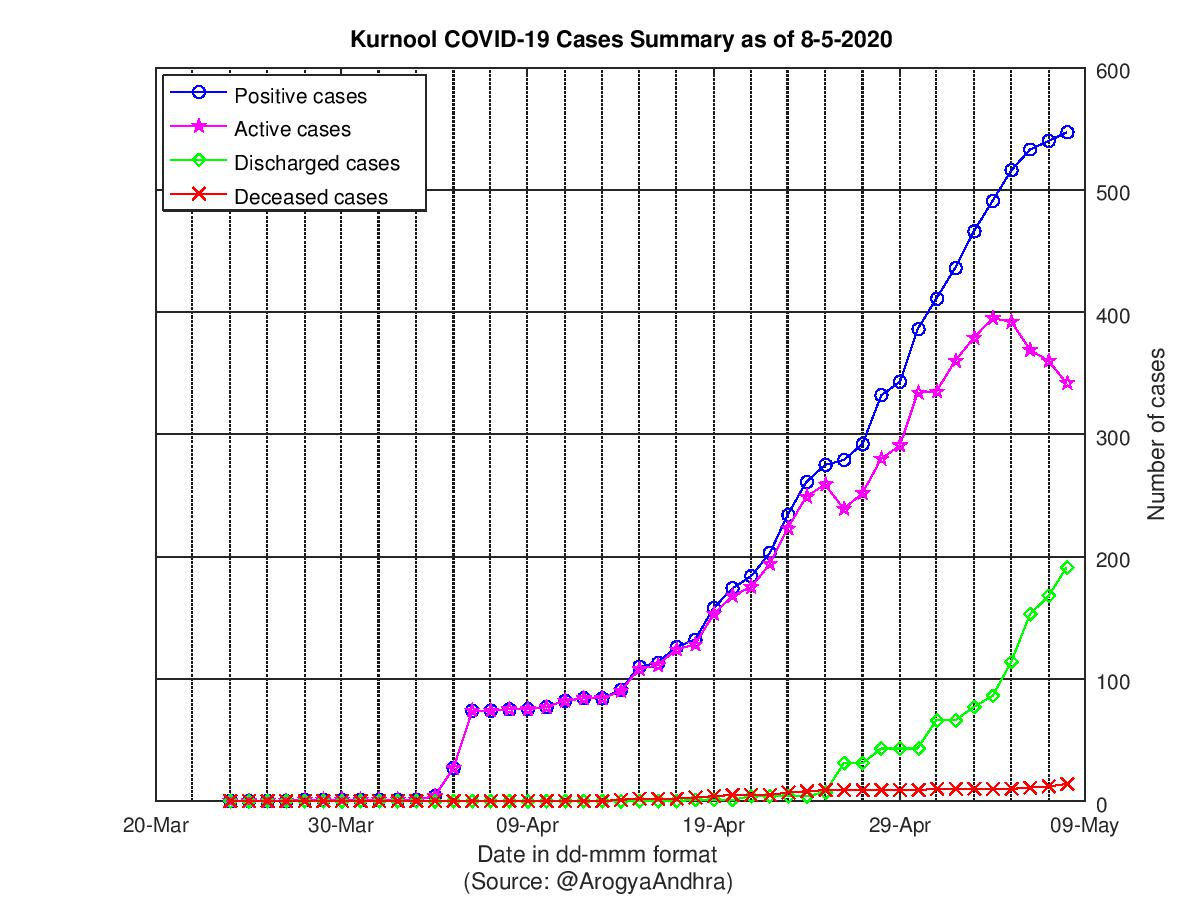 Kurnool COVID-19 Cases Summary as of 8-5-2020
Positive cases
Active cases
Discharged cases
Deceased cases
600
500
400
300
200
100
0
Number of cases
20-Mar 30-Mar 09-Apr 19-Apr 29-Apr 09-May
Date in dd-mmm format
(Source: @ArogyaAndhra)